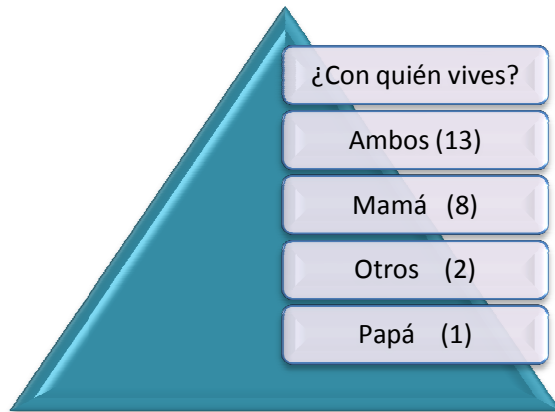 ¿Con quién vives?
Ambos (13)
Mamá (8)
Otros (2)
Papá (1)